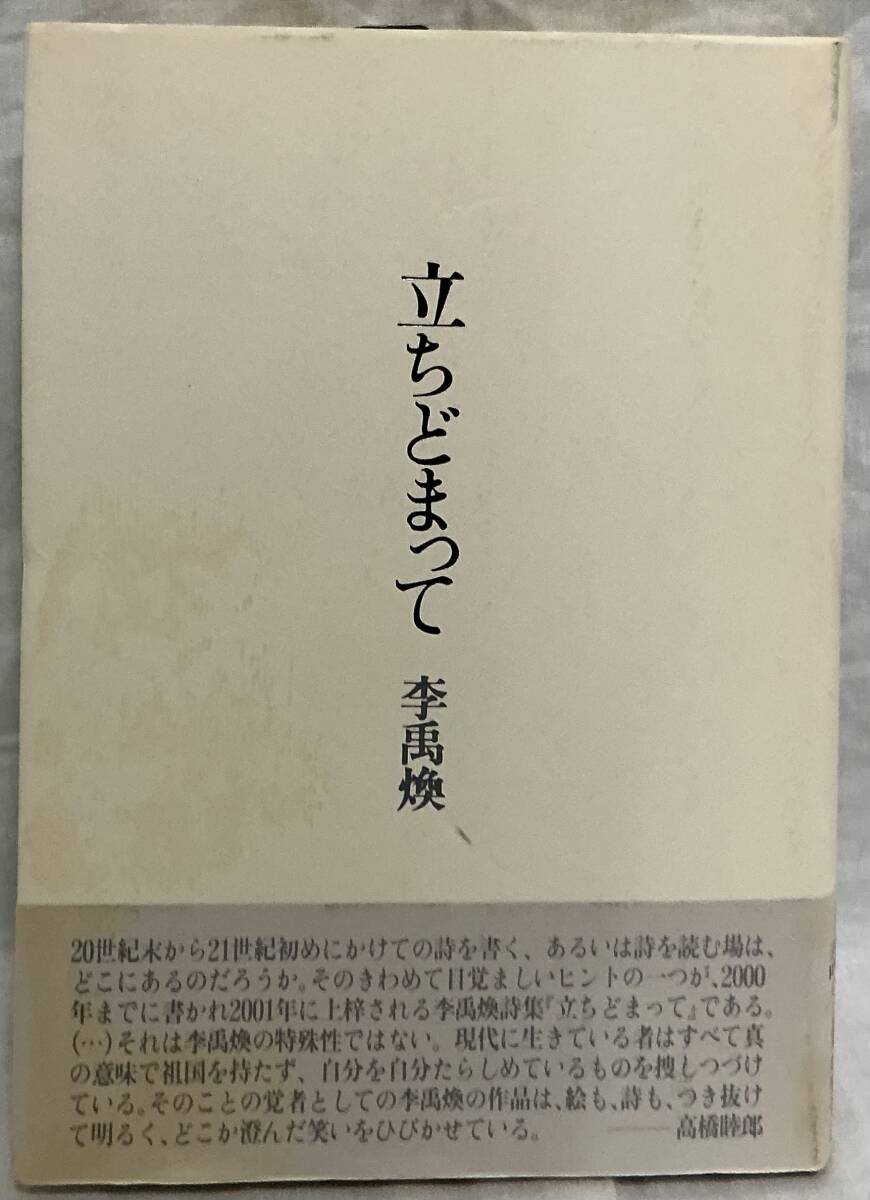 立ちどまって
李禹煥
20世紀末から21世紀初めにかけての詩を書く、あるいは詩を読む場は、
どこにあるのだろうか。そのきわめて目覚ましいヒントの一つが、2000
年までに書かれ2001年に上梓される李禹煥詩集『立ちどまって』である。
(…)それは李禹煥の特殊性ではない。現代に生きている者はすべて真
の意味で祖国を持たず、自分を自分たらしめているものを捜しつづけ
ている。そのことの覚者としての李禹煥の作品は、絵も、詩も、つき抜け
て明るく、どこか澄んだ笑いをひびかせている。――高橋睦郎